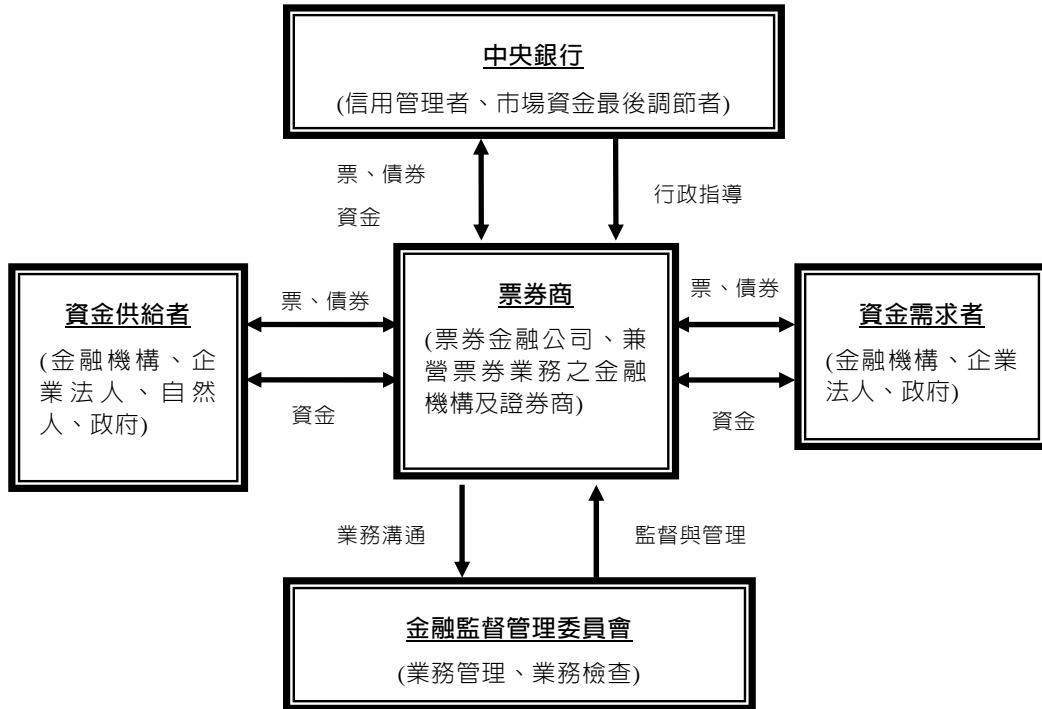 中央銀行
(信用管理者、市場資金最後調節者)
票、債券
資金
行政指導
資金供給者
(金融機構、企
業法人、自然
人、政府)
票、債券
資金
票券商
(票券金融公司、兼
營票券業務之金融
機構及證券商)
票、債券
資金
資金需求者
(金融機構、企業
法人、政府)
業務溝通
監督與管理
金融監督管理委員會
(業務管理、業務檢查)